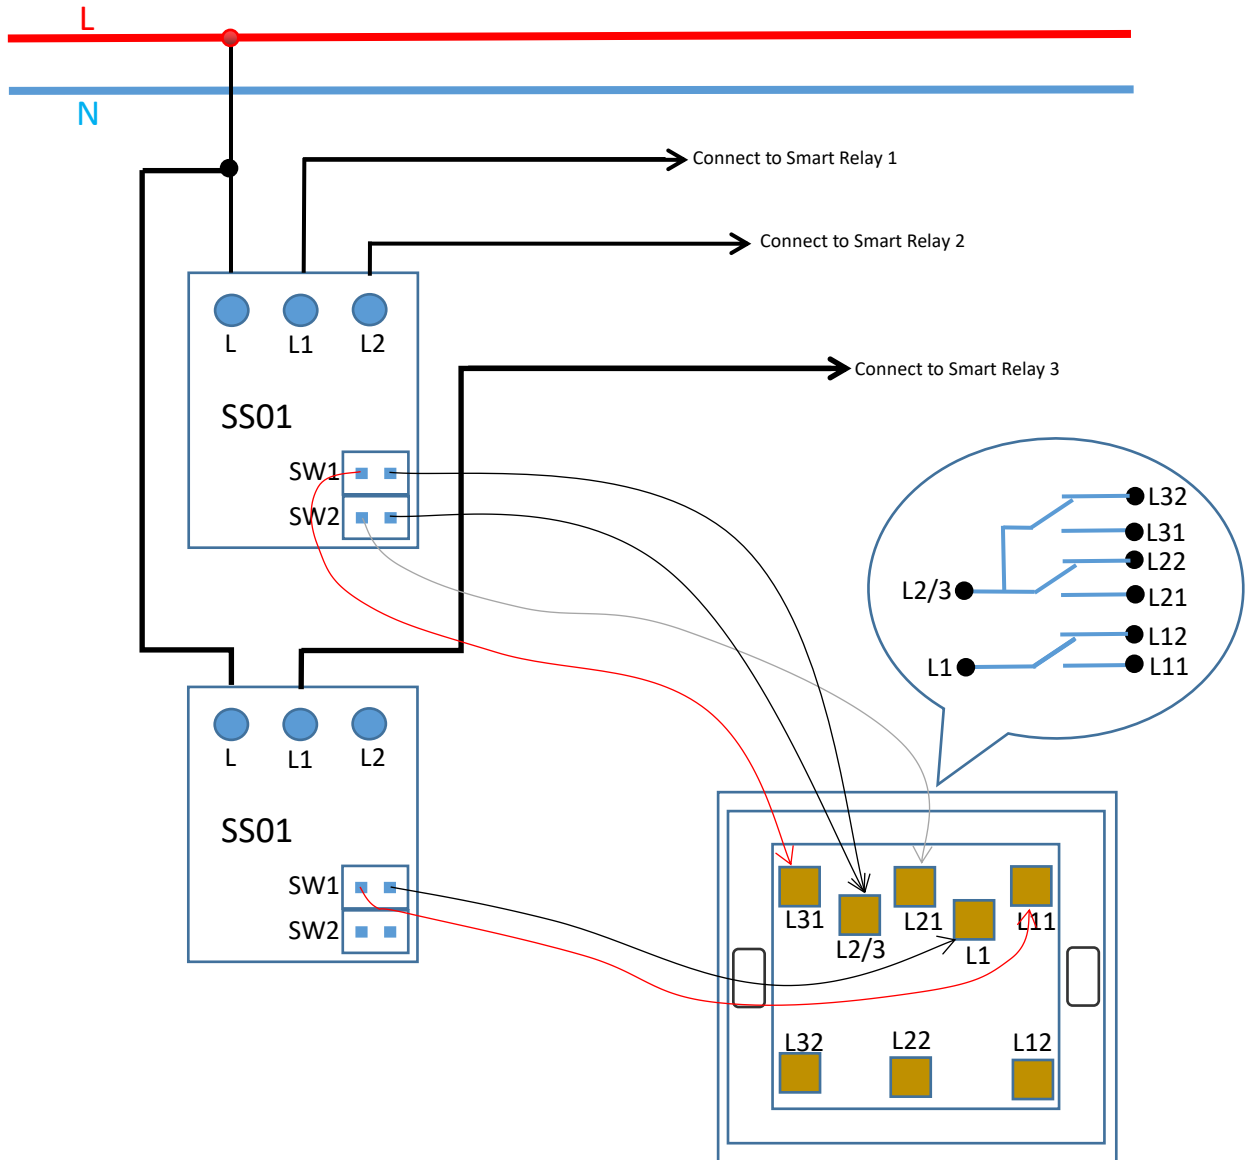 L
N
Connect to Smart Relay 1
Connect to Smart Relay 2
L L1 L2
Connect to Smart Relay 3
SS01
SW1
SW2
L32
L31
L22
L2/3
L21
L12
L1
L11
L L1 L2
SS01
SW1
SW2
L31 L21 L11
L2/3 L1
L32 L22 L12